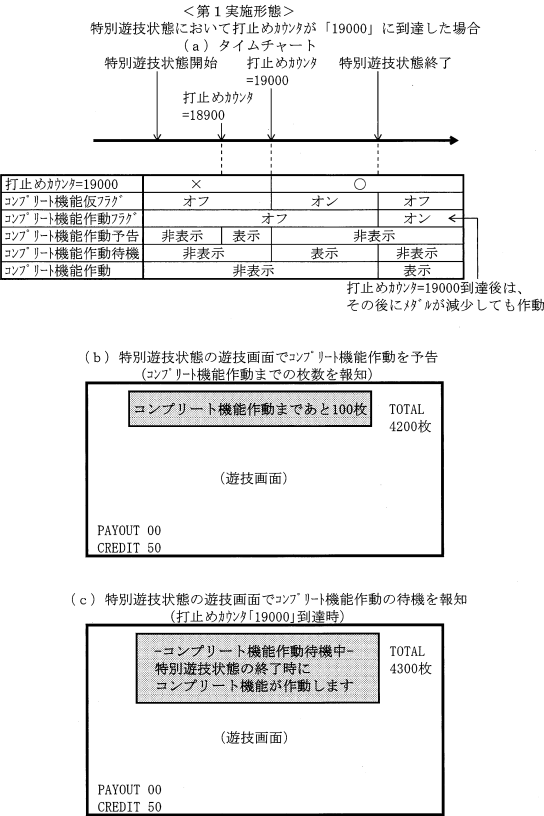 ＜第１実施形態＞
特別遊技状態において打止めｶｳﾝﾀが「19000」に到達した場合
（ａ）タイムチャート
特別遊技状態開始
打止めｶｳﾝﾀ
=19000
特別遊技状態終了
打止めｶｳﾝﾀ
=18900
打止めｶｳﾝﾀ=19000 × ○
ｺﾝﾌﾟﾘｰﾄ機能仮ﾌﾗｸﾞ オフ オン オフ
ｺﾝﾌﾟﾘｰﾄ機能作動ﾌﾗｸﾞ オフ オン
ｺﾝﾌﾟﾘｰﾄ機能作動予告 非表示 表示 非表示
ｺﾝﾌﾟﾘｰﾄ機能作動待機 非表示 表示 非表示
ｺﾝﾌﾟﾘｰﾄ機能作動 非表示 表示
打止めｶｳﾝﾀ=19000到達後は、
その後にﾒﾀﾞﾙが減少しても作動
（ｂ）特別遊技状態の遊技画面でｺﾝﾌﾟﾘｰﾄ機能作動を予告
（ｺﾝﾌﾟﾘｰﾄ機能作動までの枚数を報知）
コンプリート機能作動まであと100枚
TOTAL
4200枚
（遊技画面）
PAYOUT 00
CREDIT 50
（ｃ）特別遊技状態の遊技画面でｺﾝﾌﾟﾘｰﾄ機能作動の待機を報知
（打止めｶｳﾝﾀ「19000」到達時）
-コンプリート機能作動待機中-
特別遊技状態の終了時に
コンプリート機能が作動します
TOTAL
4300枚
（遊技画面）
PAYOUT 00
CREDIT 50